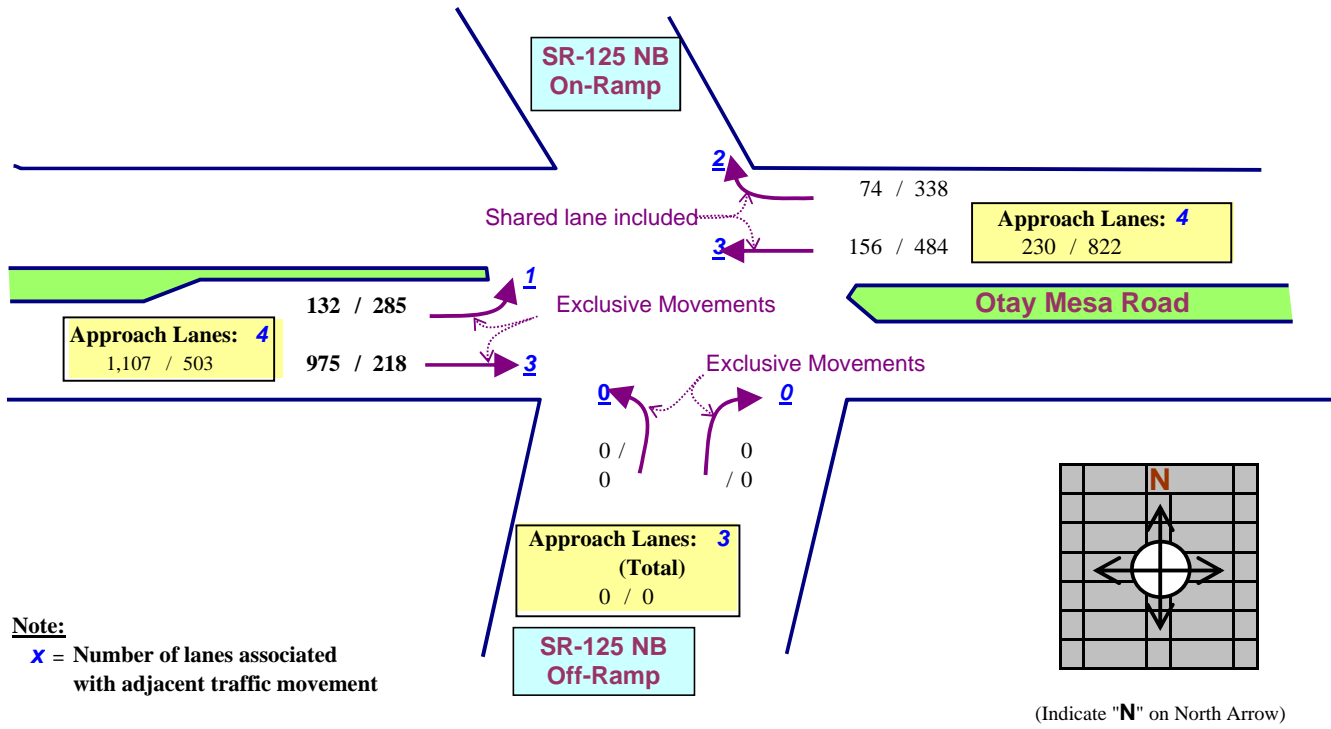 SR-125 NB
On-Ramp
2
74 / 338
Shared lane included
Approach Lanes: 4
3
156 / 484
230 / 822
1
132 / 285
Exclusive Movements
Otay Mesa Road
Approach Lanes: 4
1,107 / 503
975 / 218
3
Exclusive Movements
0
0
0 /
0
0
/ 0
N
Approach Lanes: 3
(Total)
0 / 0
Note:
x = Number of lanes associated
with adjacent traffic movement
SR-125 NB
Off-Ramp
(Indicate "N" on North Arrow)